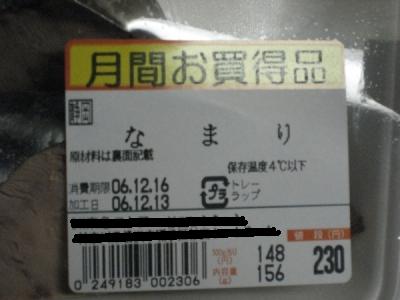 月間お買得品
静岡
なまり
原材料は裏面記載
保存温度4℃以下
消費期限 06.12.16
加工日 06.12.13
プラ トレー ラップ
100g当り(円) 148
内容量(g) 156
値段(円)
230
0 249183 002306